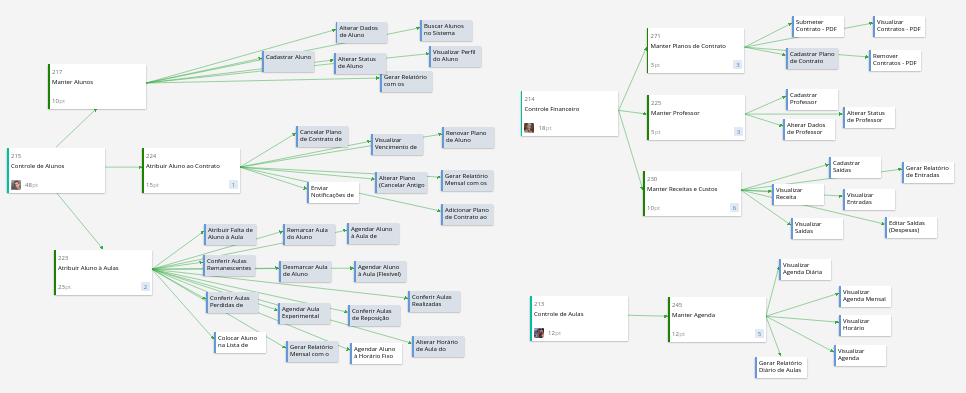 217
Manter Alunos
10pt
Alterar Dados
de Aluno
Buscar Alunos
no Sistema
Cadastrar Aluno
Alterar Status
de Aluno
Visualizar Perfil
do Aluno
Gerar Relatório
com os
215
Controle de Alunos
48pt
224
Atribuir Aluno ao Contrato
15pt
1
Cancelar Plano
de Contrato de
Visualizar
Vencimento de
Renovar Plano
de Aluno
Alterar Plano
(Cancelar Antigo
Gerar Relatório
Mensal com os
Enviar
Notificações de
Adicionar Plano
de Contrato ao
223
Atribuir Aluno à Aulas
23pt
2
Atribuir Falta de
Aluno à Aula
Remarcar Aula
do Aluno
Agendar Aluno
à Aula de
Conferir Aulas
Remanescentes
Desmarcar Aula
de Aluno
Agendar Aluno
à Aula (Flexível)
Conferir Aulas
Perdidas de
Agendar Aula
Experimental
Conferir Aulas
de Reposição
Conferir Aulas
Realizadas
Colocar Aluno
na Lista de
Gerar Relatório
Mensal com o
Agendar Aluno
à Horário Fixo
Alterar Horário
de Aula do
214
Controle Financeiro
18pt
271
Manter Planos de Contrato
3pt
3
Submeter
Contrato - PDF
Visualizar
Contratos - PDF
Cadastrar Plano
de Contrato
Remover
Contratos - PDF
225
Manter Professor
5pt
3
Cadastrar
Professor
Alterar Status
de Professor
Alterar Dados
de Professor
230
Manter Receitas e Custos
10pt
6
Cadastrar
Saídas
Gerar Relatório
de Entradas
Visualizar
Receita
Visualizar
Entradas
Visualizar
Saídas
Editar Saídas
(Despesas)
213
Controle de Aulas
12pt
245
Manter Agenda
12pt
5
Visualizar
Agenda Diária
Visualizar
Agenda Mensal
Visualizar
Horário
Visualizar
Agenda
Gerar Relatório
Diário de Aulas